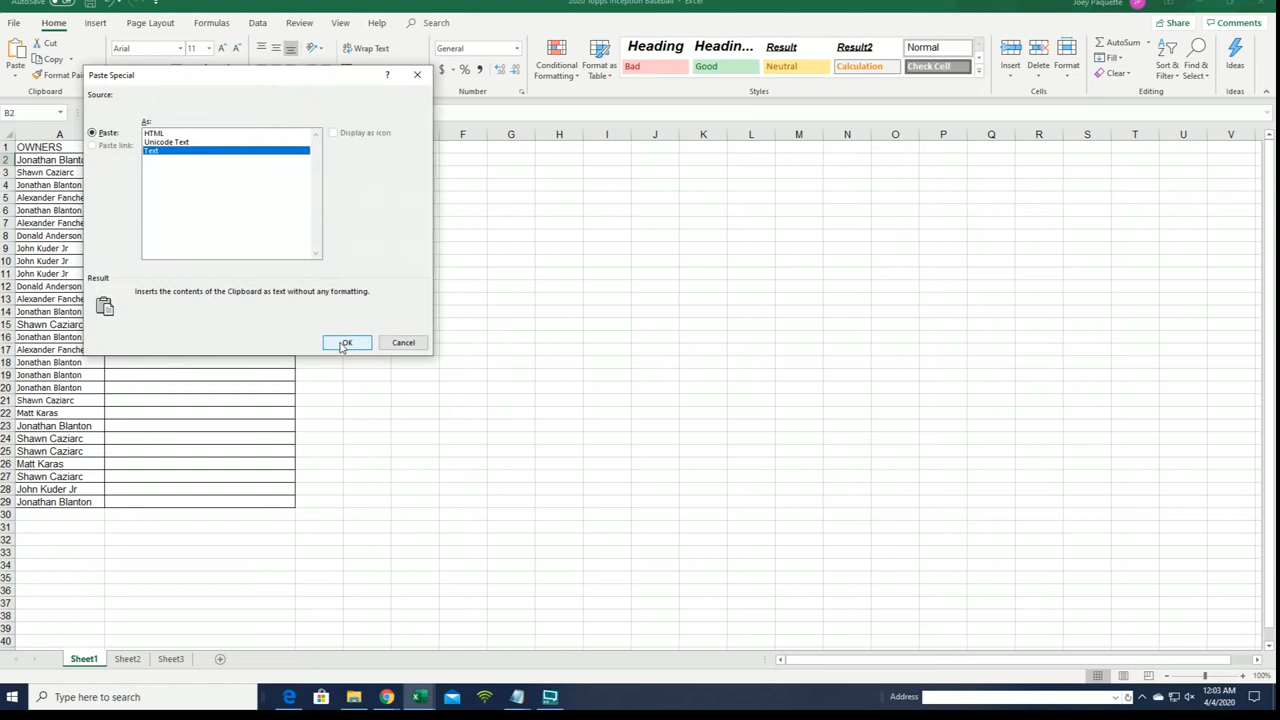 AutoSave Off 2020 Topps Inception Baseball - Excel Joey Paquette JP
File Home Insert Page Layout Formulas Data Review View Help Search Share Comments
Paste Cut Copy Format Pain
Clipboard
Arial 11
Wrap Text
General
$ % ,
Number
Conditional Formatting Format as Table
Heading Headin... Result Result2 Normal
Bad Good Neutral Calculation Check Cell
Styles
Insert Delete Format
Cells
AutoSum Fill Clear
Sort & Filter Find & Select
Editing
Ideas
Ideas
B2
A F G H I J K L M N O P Q R S T U V
Paste Special ?
Source:
As:
Paste:
Paste link:
HTML
Unicode Text
Text
Display as icon
Result
Inserts the contents of the Clipboard as text without any formatting.
OK Cancel
1 OWNERS
2 Jonathan Blanto
3 Shawn Caziarc
4 Jonathan Blanton
5 Alexander Fanche
6 Jonathan Blanton
7 Alexander Fanche
8 Donald Anderson
9 John Kuder Jr
10 John Kuder Jr
11 John Kuder Jr
12 Donald Anderson
13 Alexander Fanche
14 Jonathan Blanton
15 Shawn Caziarc
16 Jonathan Blanton
17 Alexander Fanche
18 Jonathan Blanton
19 Jonathan Blanton
20 Jonathan Blanton
21 Shawn Caziarc
22 Matt Karas
23 Jonathan Blanton
24 Shawn Caziarc
25 Shawn Caziarc
26 Matt Karas
27 Shawn Caziarc
28 John Kuder Jr
29 Jonathan Blanton
30
31
32
33
34
35
36
37
38
39
40
Sheet1 Sheet2 Sheet3
100%
Type here to search
Address
12:03 AM
4/4/2020